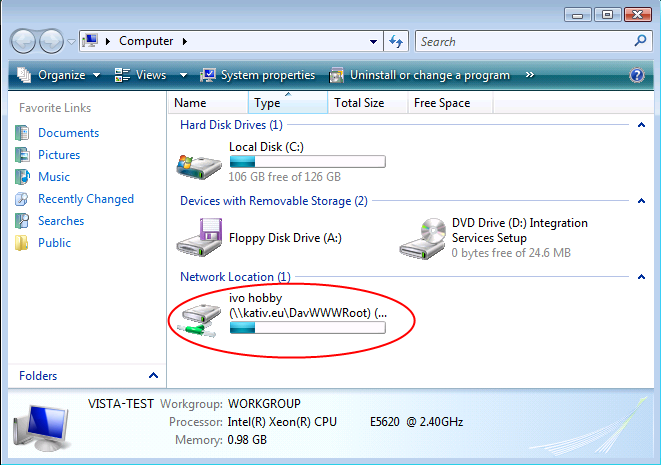 Computer
Search
Organize Views System properties Uninstall or change a program »
Favorite Links
Documents
Pictures
Music
Recently Changed
Searches
Public
Folders
Name Type Total Size Free Space
Hard Disk Drives (1)
Local Disk (C:)
106 GB free of 126 GB
Devices with Removable Storage (2)
Floppy Disk Drive (A:)
DVD Drive (D:) Integration
Services Setup
0 bytes free of 24.6 MB
Network Location (1)
ivo hobby
(\\kativ.eu\DavWWWRoot) (...
VISTA-TEST Workgroup: WORKGROUP
Processor: Intel(R) Xeon(R) CPU E5620 @ 2.40GHz
Memory: 0.98 GB